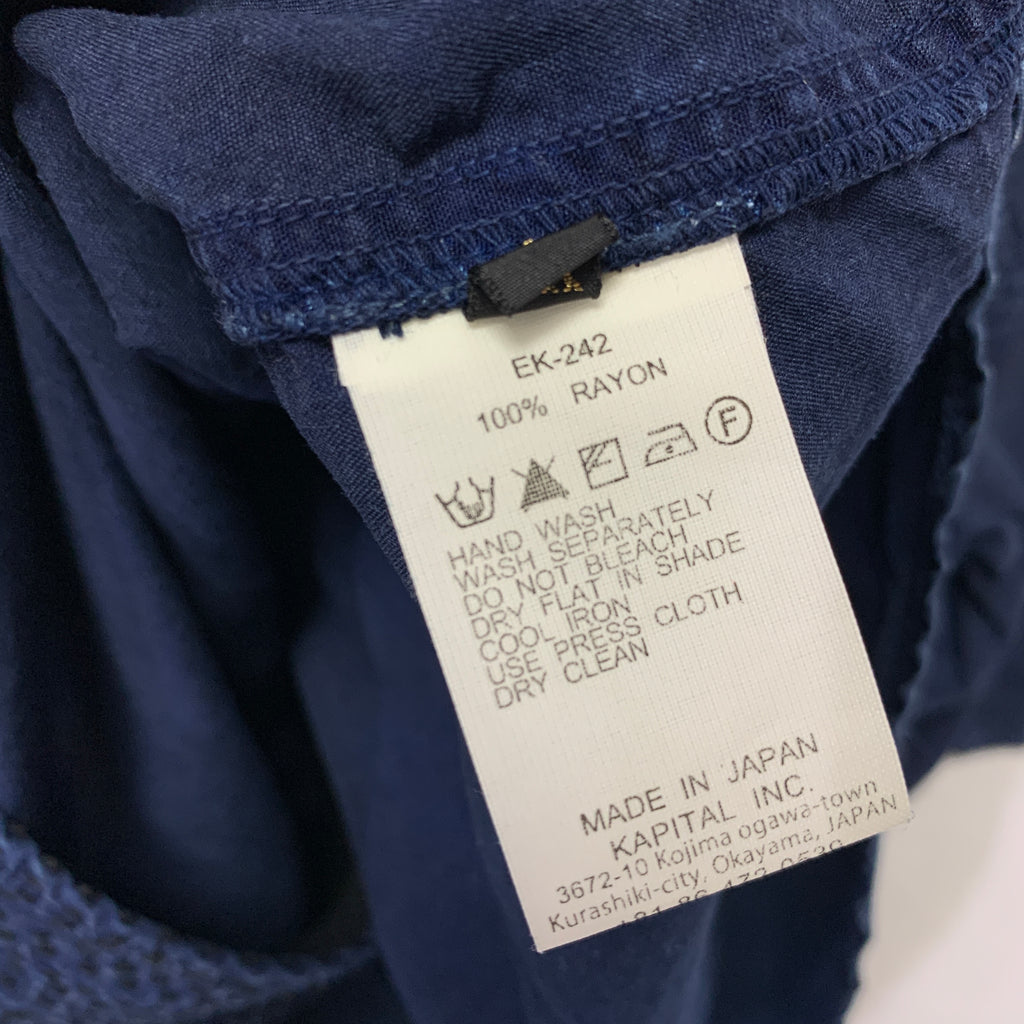 EK-242
100% RAYON
F
HAND WASH
WASH SEPARATELY
DO NOT BLEACH
DRY FLAT IN SHADE
COOL IRON
USE PRESS CLOTH
DRY CLEAN
MADE IN JAPAN
KAPITAL INC.
3672-10 Kojima ogawa-town
Kurashiki-city, Okayama, JAPAN